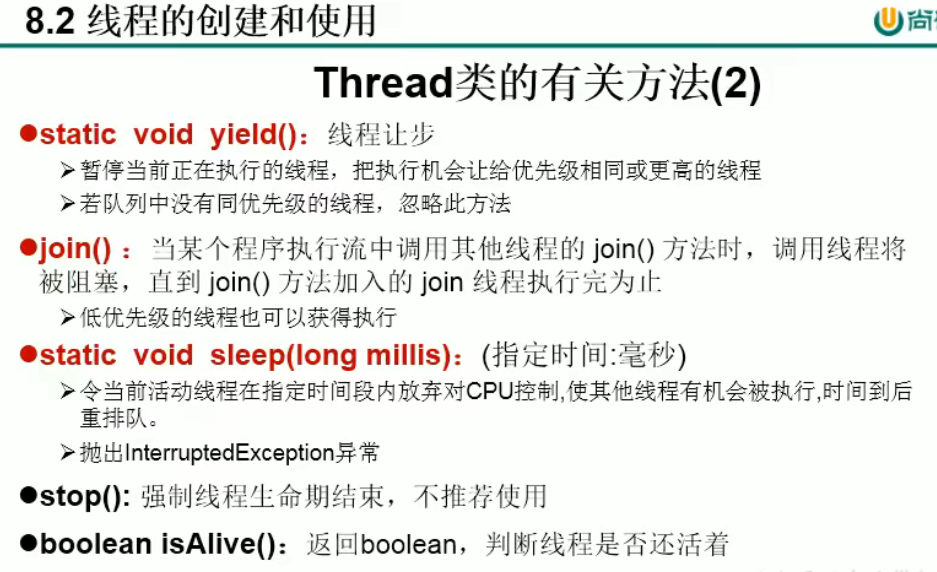 8.2 线程的创建和使用
尚
Thread类的有关方法(2)
●static void yield()：线程让步
➢暂停当前正在执行的线程，把执行机会让给优先级相同或更高的线程
➢若队列中没有同优先级的线程，忽略此方法
●join() ：当某个程序执行流中调用其他线程的 join() 方法时，调用线程将
被阻塞，直到 join() 方法加入的 join 线程执行完为止
➢低优先级的线程也可以获得执行
●static void sleep(long millis)：(指定时间:毫秒)
➢令当前活动线程在指定时间段内放弃对CPU控制,使其他线程有机会被执行,时间到后
重排队。
➢抛出InterruptedException异常
●stop(): 强制线程生命期结束，不推荐使用
●boolean isAlive()：返回boolean，判断线程是否还活着